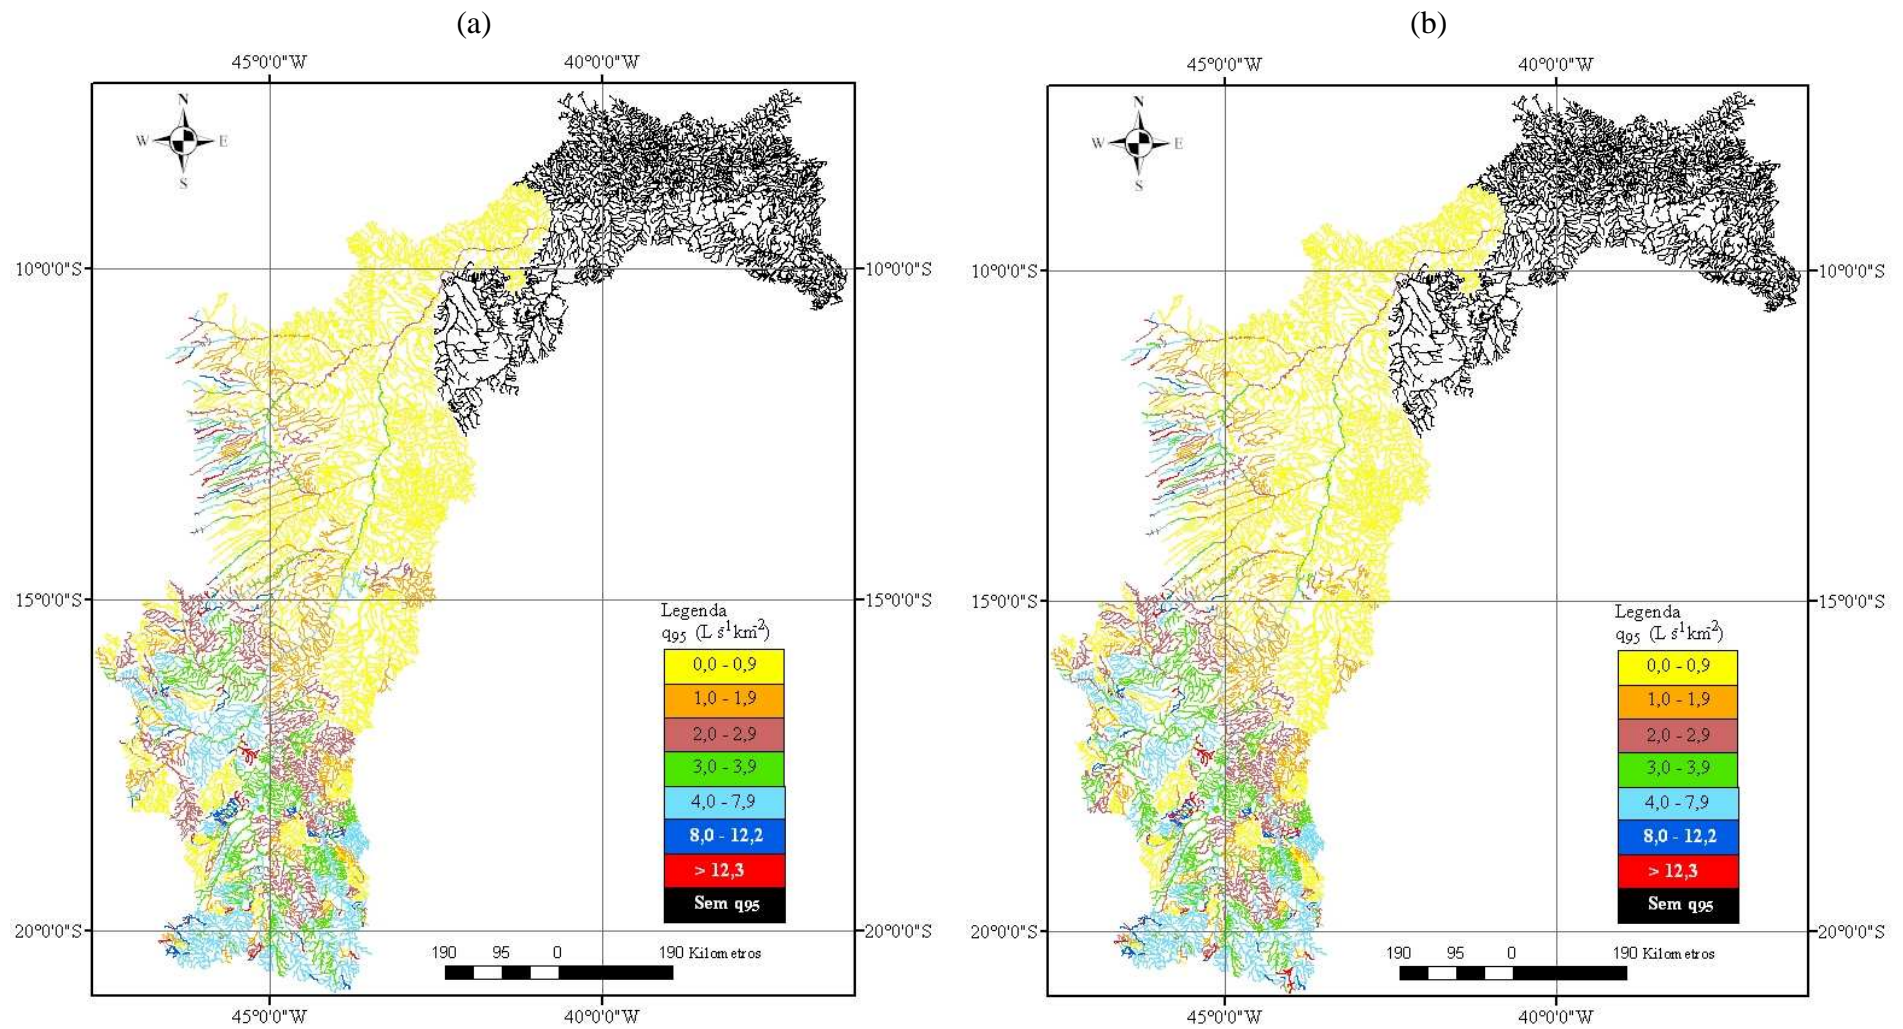 (a)
45°0'0"W 40°0'0"W
N
W E
S
10°0'0"S 10°0'0"S
15°0'0"S 15°0'0"S
Legenda
q95 (L s¹km⁻²)
0,0 - 0,9
1,0 - 1,9
2,0 - 2,9
3,0 - 3,9
4,0 - 7,9
8,0 - 12,2
> 12,3
Sem q95
20°0'0"S 20°0'0"S
190 95 0 190 Kilometros
45°0'0"W 40°0'0"W
(b)
45°0'0"W 40°0'0"W
N
W E
S
10°0'0"S 10°0'0"S
15°0'0"S 15°0'0"S
Legenda
q95 (L s¹km⁻²)
0,0 - 0,9
1,0 - 1,9
2,0 - 2,9
3,0 - 3,9
4,0 - 7,9
8,0 - 12,2
> 12,3
Sem q95
20°0'0"S 20°0'0"S
190 95 0 190 Kilometros
45°0'0"W 40°0'0"W